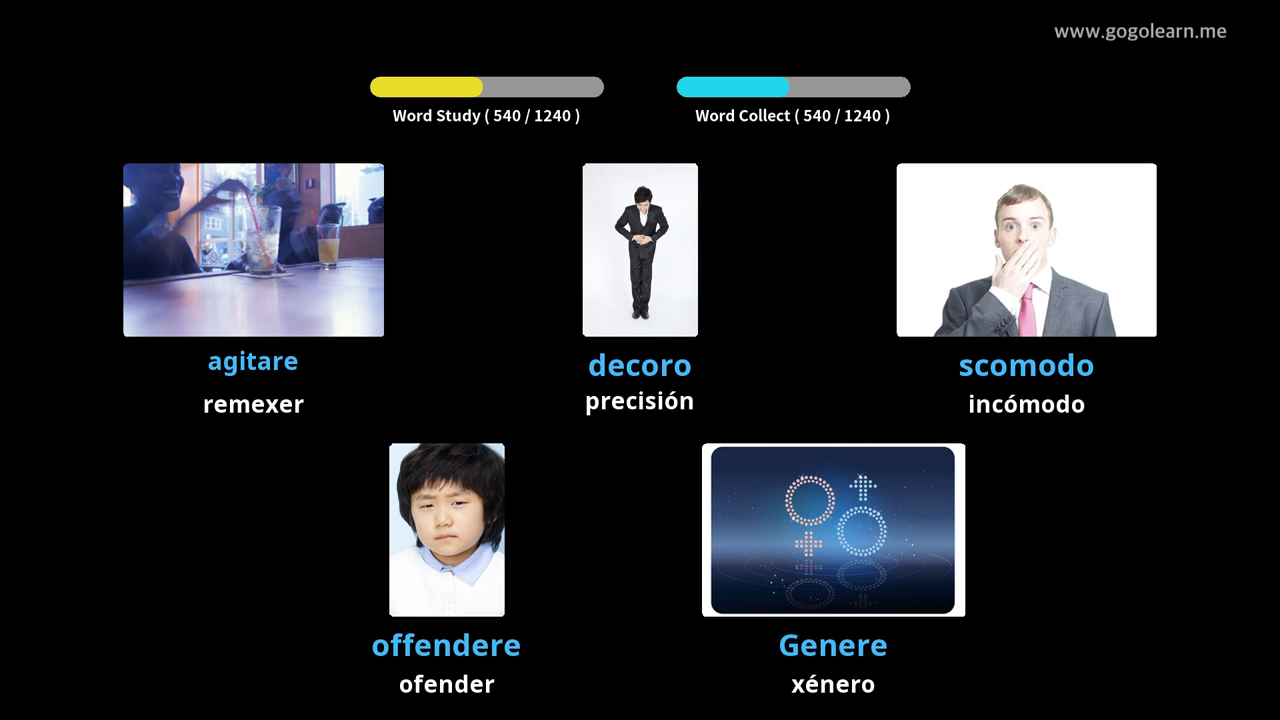 www.gogolearn.me
Word Study ( 540 / 1240 )
Word Collect ( 540 / 1240 )
agitare
remexer
decoro
precisión
scomodo
incómodo
offendere
ofender
Genere
xénero